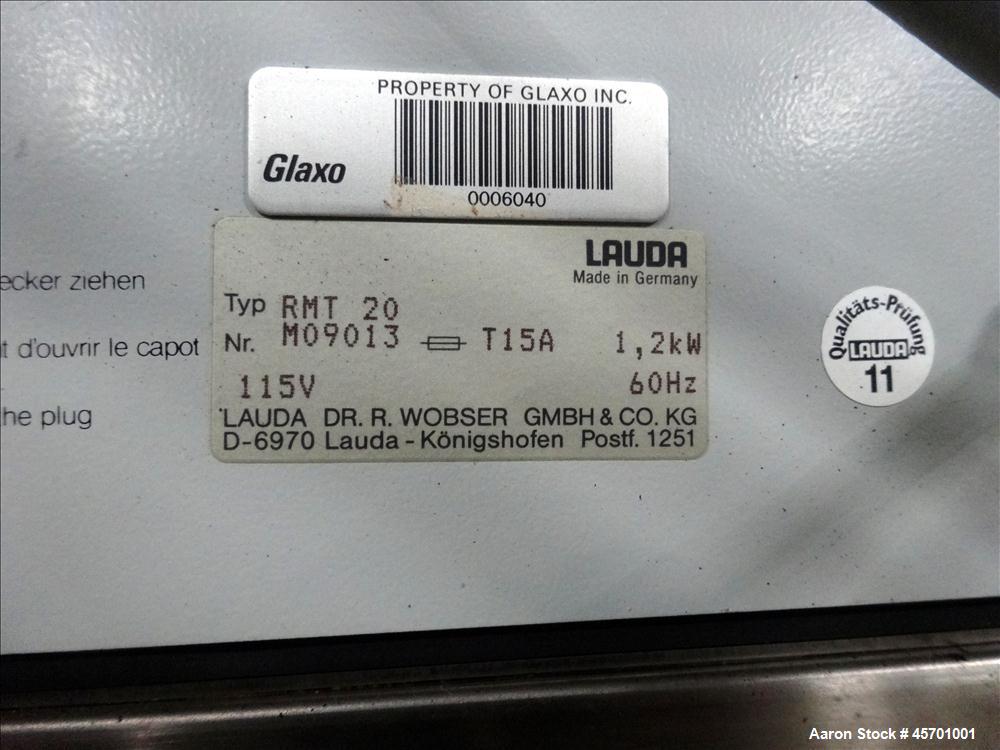 PROPERTY OF GLAXO INC.
Glaxo
0006040
LAUDA
Made in Germany
Typ RMT 20
Nr. M09013 T15A 1,2kW
115V 60Hz
LAUDA DR. R. WOBSER GMBH & CO. KG
D-6970 Lauda - Königshofen Postf. 1251
ziehen
d'ouvrir le capot
plug
Qualitäts-Prüfung
LAUDA
11
Aaron Stock # 45701001